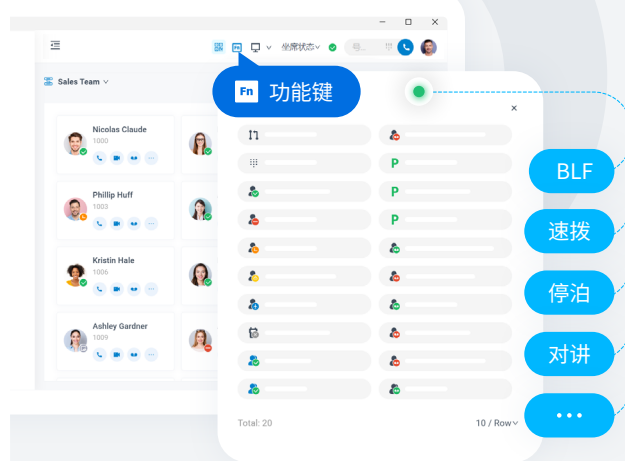 坐席状态
Sales Team
Fn 功能键
Nicolas Claude
1000
Phillip Huff
1003
Kristin Hale
1006
Ashley Gardner
1009
P
P
P
Total: 20
10 / Row
BLF
速拨
停泊
对讲
...